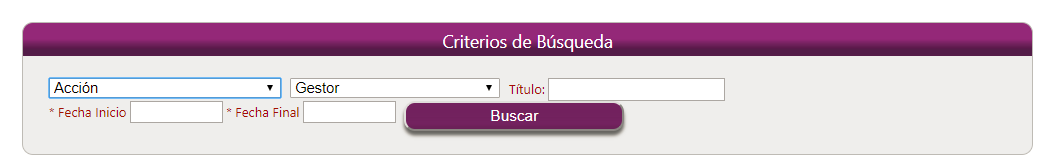 Criterios de Búsqueda
Acción Gestor Título:
* Fecha Inicio * Fecha Final Buscar